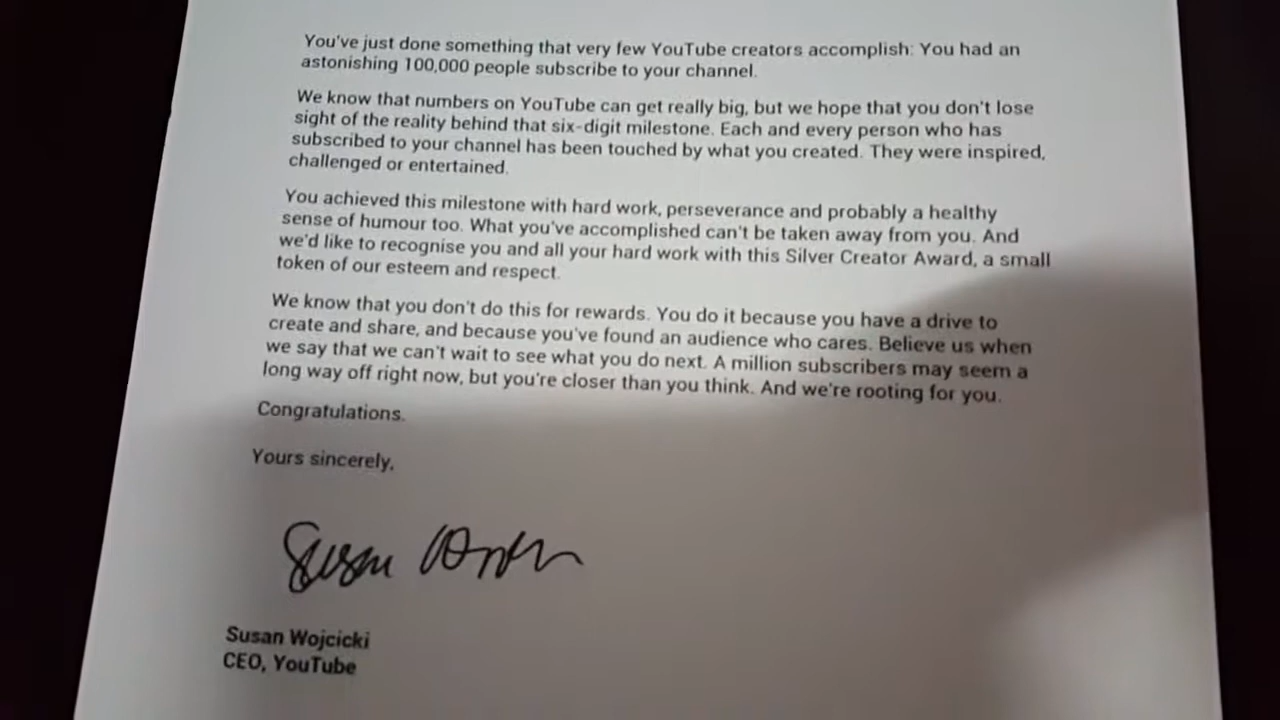 You've just done something that very few YouTube creators accomplish: You had an
astonishing 100,000 people subscribe to your channel.
We know that numbers on YouTube can get really big, but we hope that you don't lose
sight of the reality behind that six-digit milestone. Each and every person who has
subscribed to your channel has been touched by what you created. They were inspired,
challenged or entertained.
You achieved this milestone with hard work, perseverance and probably a healthy
sense of humour too. What you've accomplished can't be taken away from you. And
we'd like to recognise you and all your hard work with this Silver Creator Award, a small
token of our esteem and respect.
We know that you don't do this for rewards. You do it because you have a drive to
create and share, and because you've found an audience who cares. Believe us when
we say that we can't wait to see what you do next. A million subscribers may seem a
long way off right now, but you're closer than you think. And we're rooting for you.
Congratulations.
Yours sincerely,
Susan
Susan Wojcicki
CEO, YouTube